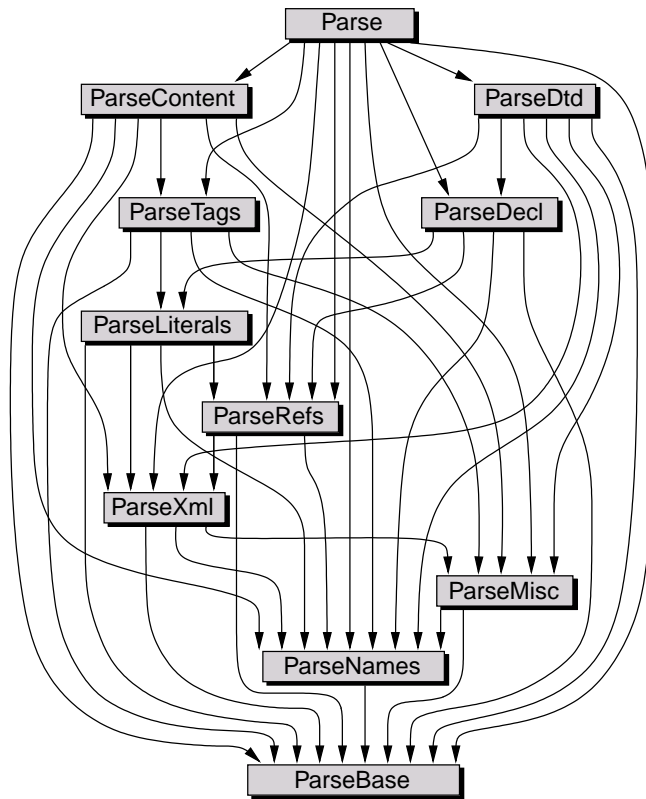 Parse
ParseContent
ParseDtd
ParseTags
ParseDecl
ParseLiterals
ParseRefs
ParseXml
ParseMisc
ParseNames
ParseBase